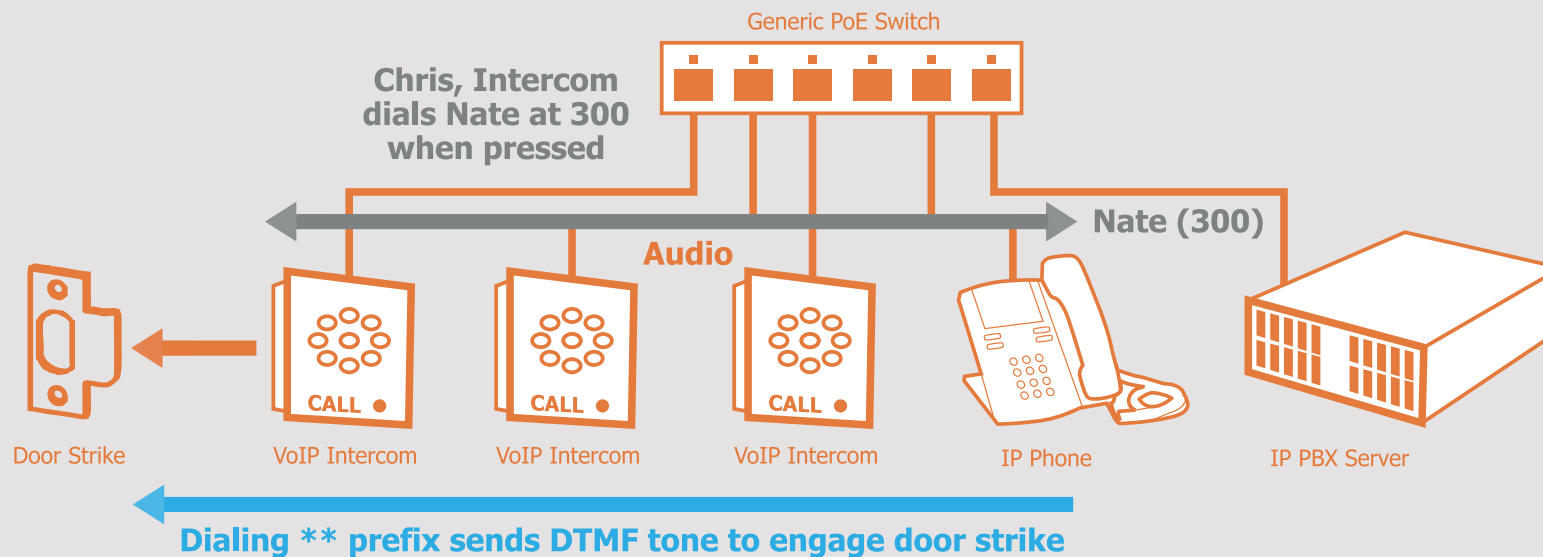 Generic PoE Switch
Chris, Intercom
dials Nate at 300
when pressed
Nate (300)
Audio
CALL
CALL
CALL
Door Strike
VoIP Intercom
VoIP Intercom
VoIP Intercom
IP Phone
IP PBX Server
Dialing ** prefix sends DTMF tone to engage door strike